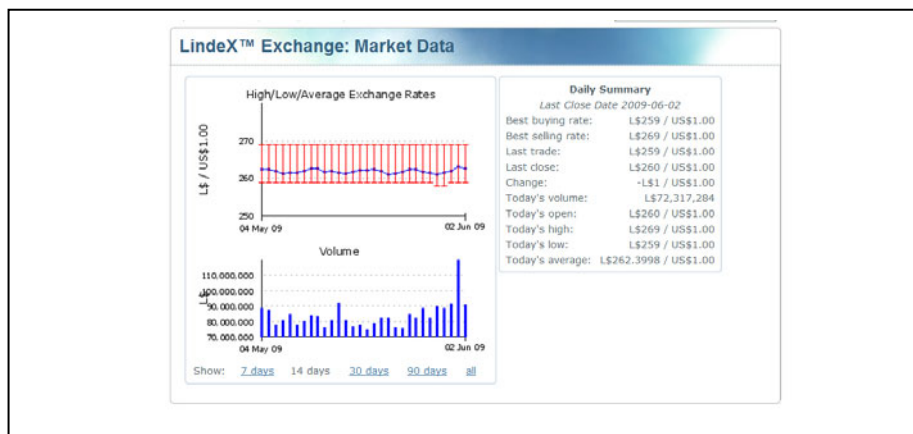 LindeX™ Exchange: Market Data
High/Low/Average Exchange Rates
L$ / US$1.00
270
260
250
04 May 09 02 Jun 09
Volume
L$
110,000,000
100,000,000
90,000,000
80,000,000
70,000,000
04 May 09 02 Jun 09
Show: 7 days 14 days 30 days 90 days all
Daily Summary
Last Close Date 2009-06-02
Best buying rate: L$259 / US$1.00
Best selling rate: L$269 / US$1.00
Last trade: L$259 / US$1.00
Last close: L$260 / US$1.00
Change: -L$1 / US$1.00
Today's volume: L$72,317,284
Today's open: L$260 / US$1.00
Today's high: L$269 / US$1.00
Today's low: L$259 / US$1.00
Today's average: L$262.3998 / US$1.00